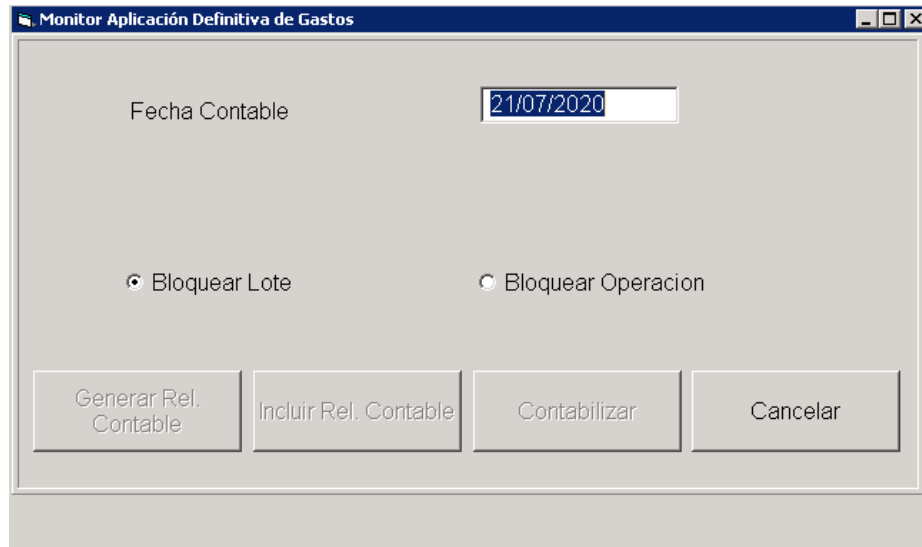 Monitor Aplicación Definitiva de Gastos
Fecha Contable
21/07/2020
Bloquear Lote
Bloquear Operacion
Generar Rel.
Contable
Incluir Rel. Contable
Contabilizar
Cancelar